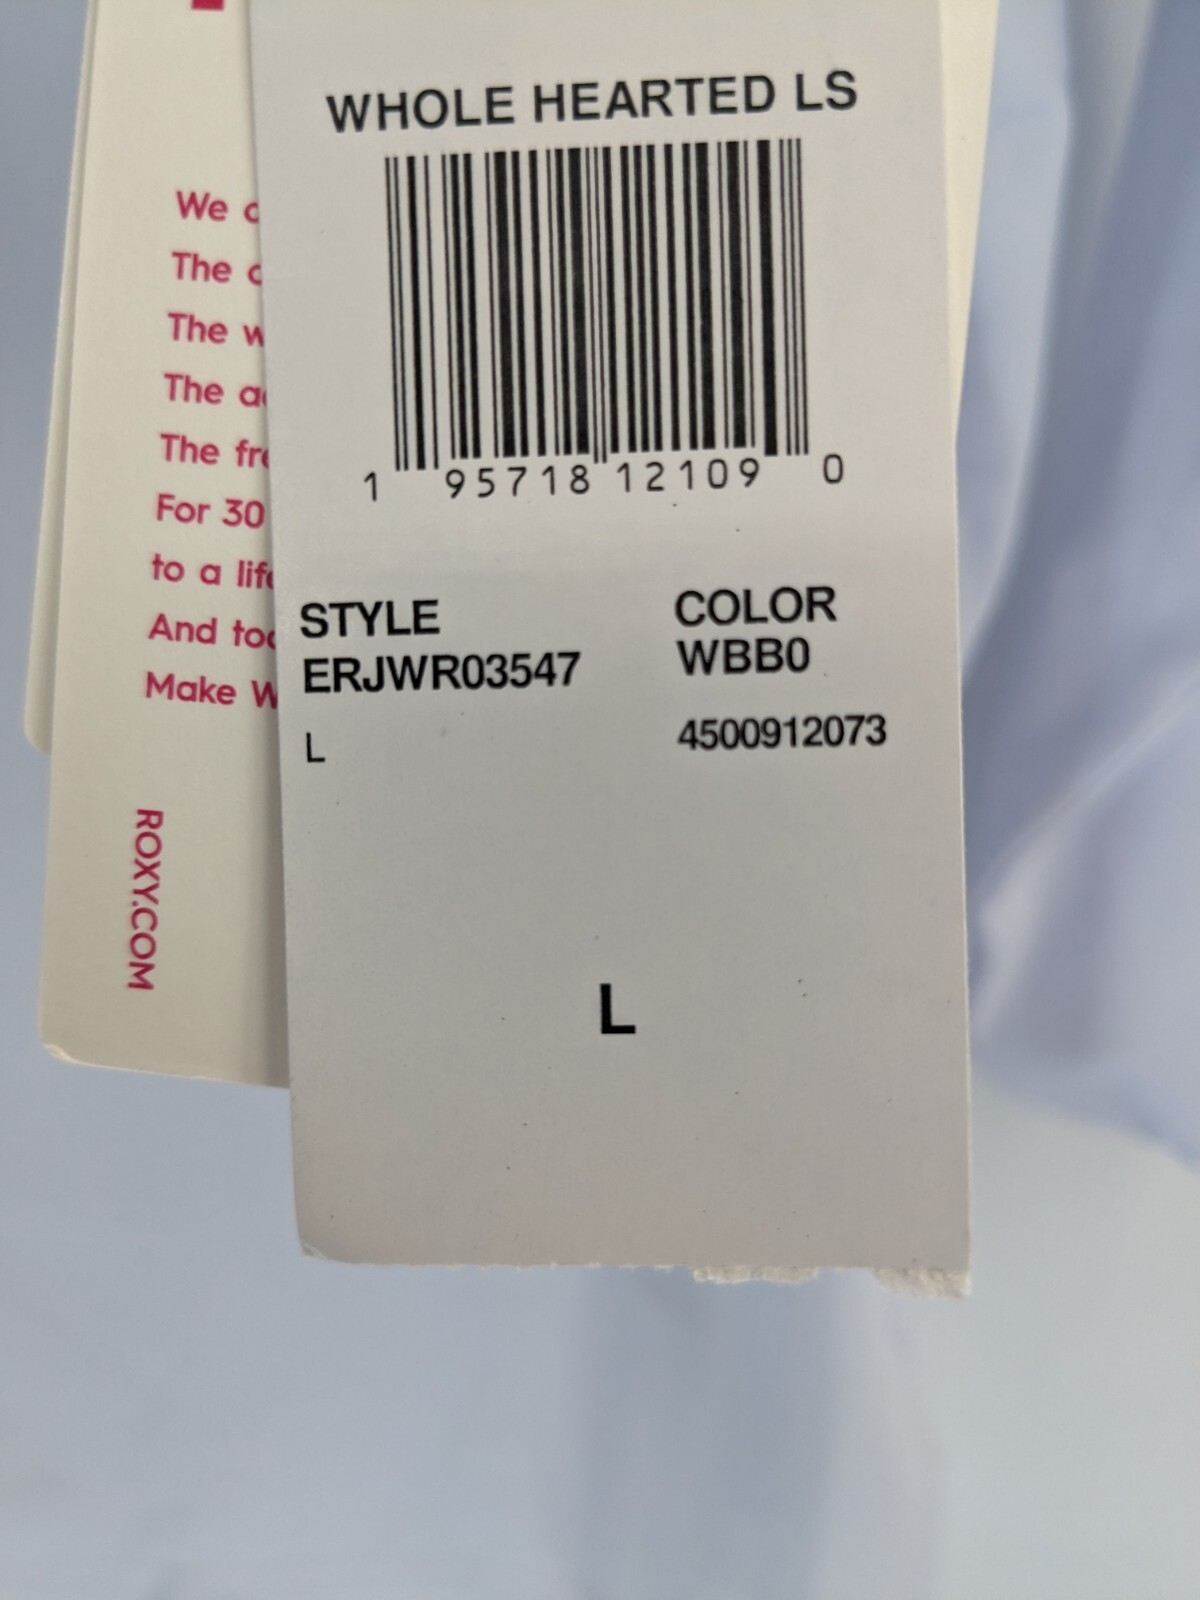 WHOLE HEARTED LS
1 95718 12109 0
STYLE
ERJWR03547
L
COLOR
WBB0
4500912073
L
We
The
The
The
The
For 30
to a
And
Make
ROXY.COM